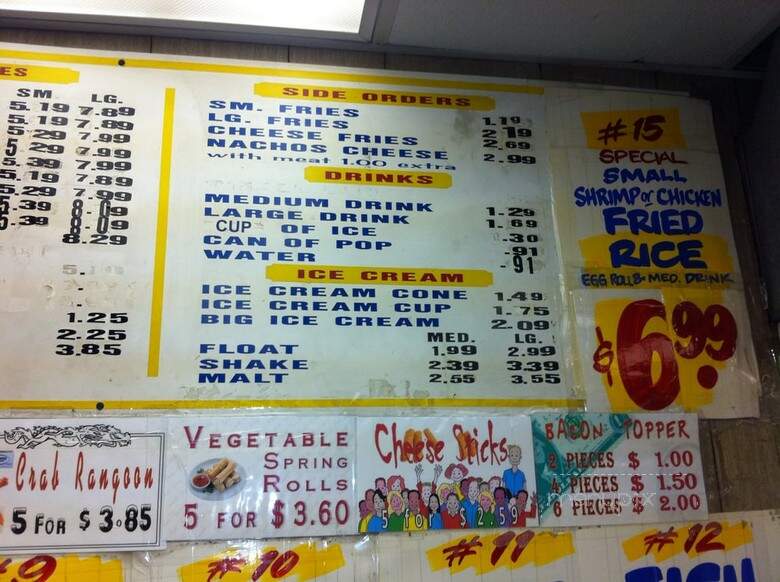 ES
SM. LG.
5.19 7.89
5.19 7.89
5.29 7.99
5.29 7.99
5.39 7.99
5.19 7.89
5.29 7.99
5.39 8.09
5.39 8.09
8.29
1.25
2.25
3.85
SIDE ORDERS
SM- FRIES 1.19
LG. FRIES 2.19
CHEESE FRIES 2.69
NACHOS CHEESE 2.99
with meat 1.00 extra
DRINKS
MEDIUM DRINK 1.29
LARGE DRINK 1.69
CUP OF ICE .30
CAN OF POP .91
WATER .91
ICE CREAM
ICE CREAM CONE 1.49
ICE CREAM CUP 1.75
BIG ICE CREAM 2.09
MED. LG.
FLOAT 1.99 2.99
SHAKE 2.39 3.39
MALT 2.55 3.55
#15
SPECIAL
SMALL
SHRIMP or CHICKEN
FRIED
RICE
EGG ROLL & MED. DRINK
$6.99
Crab Rangoon
5 FOR $3.85
VEGETABLE
SPRING
ROLLS
5 FOR $3.60
Cheese Sticks
5 FOR $2.59
BACON TOPPER
2 PIECES $ 1.00
4 PIECES $ 1.50
6 PIECES $ 2.00
#9
#10
#11
#12